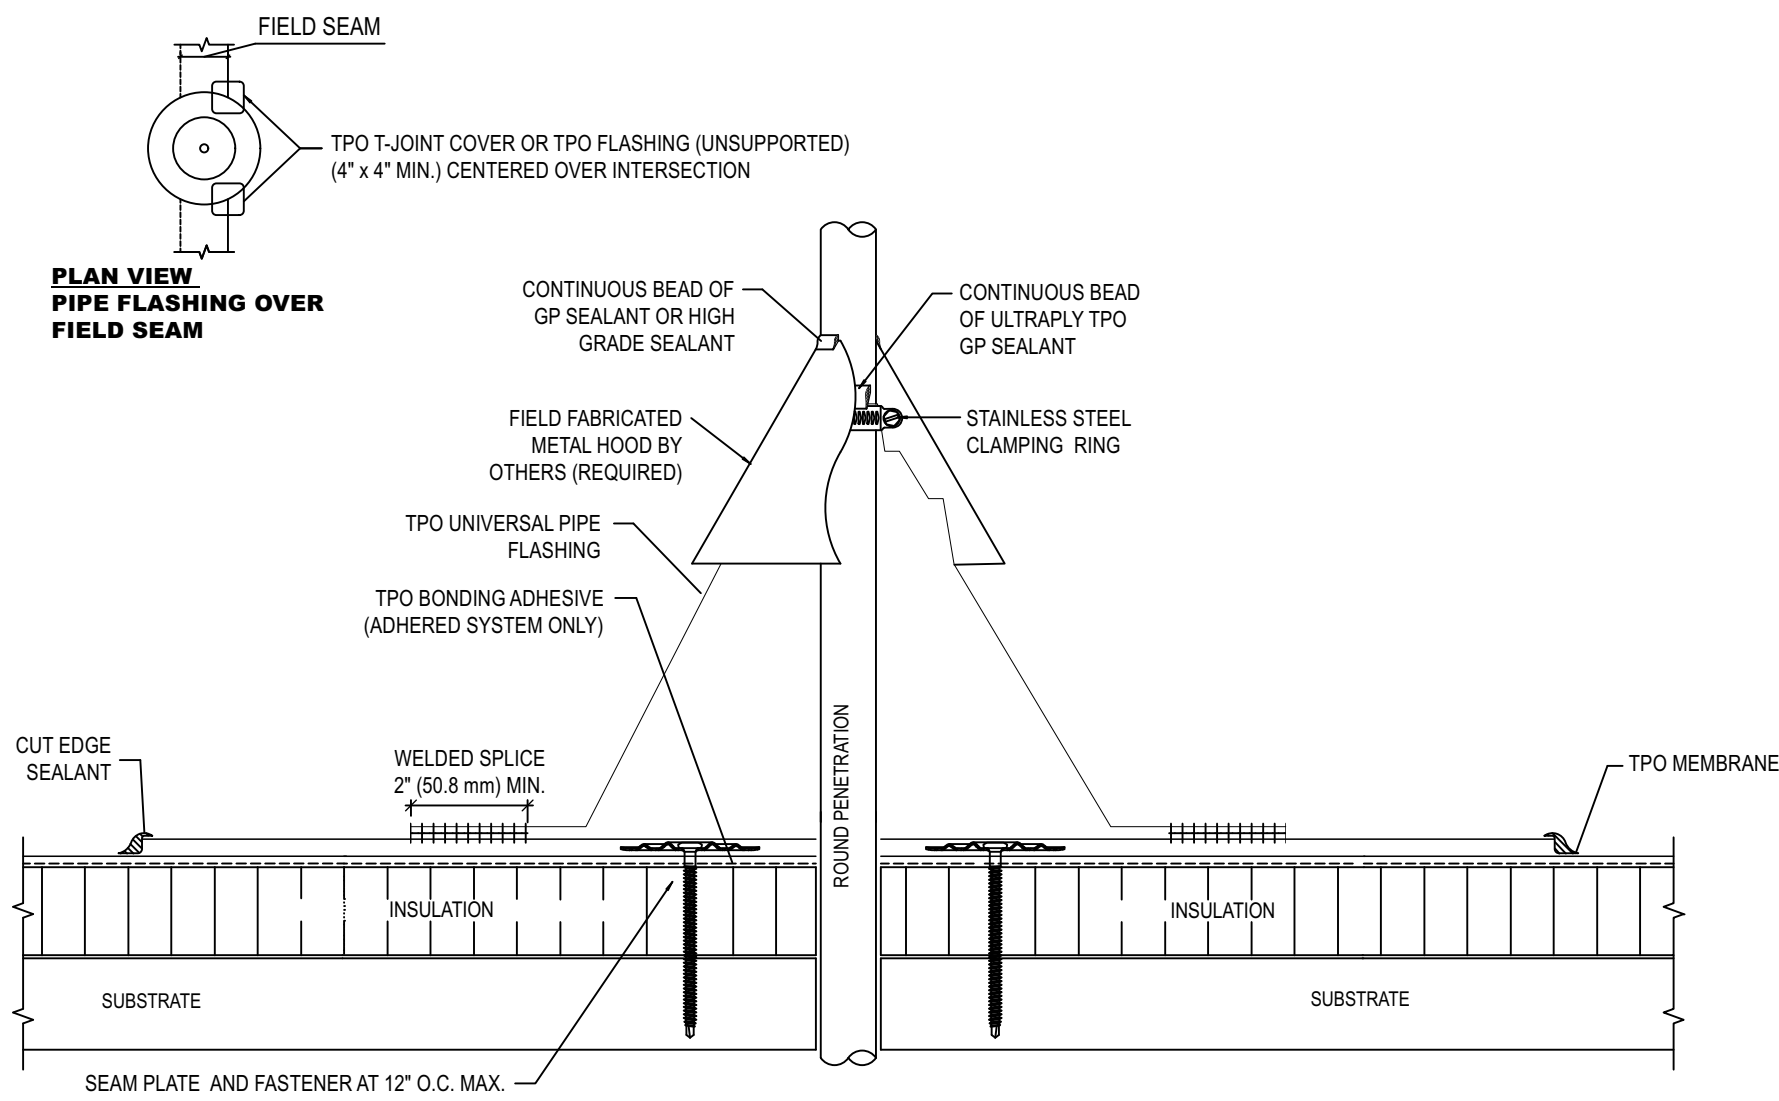 FIELD SEAM
TPO T-JOINT COVER OR TPO FLASHING (UNSUPPORTED)
(4" x 4" MIN.) CENTERED OVER INTERSECTION
PLAN VIEW
PIPE FLASHING OVER
FIELD SEAM
CONTINUOUS BEAD OF
GP SEALANT OR HIGH
GRADE SEALANT
CONTINUOUS BEAD
OF ULTRAPLY TPO
GP SEALANT
FIELD FABRICATED
METAL HOOD BY
OTHERS (REQUIRED)
STAINLESS STEEL
CLAMPING RING
TPO UNIVERSAL PIPE
FLASHING
TPO BONDING ADHESIVE
(ADHERED SYSTEM ONLY)
CUT EDGE
SEALANT
WELDED SPLICE
2" (50.8 mm) MIN.
ROUND PENETRATION
TPO MEMBRANE
INSULATION
INSULATION
SUBSTRATE
SUBSTRATE
SEAM PLATE AND FASTENER AT 12" O.C. MAX.